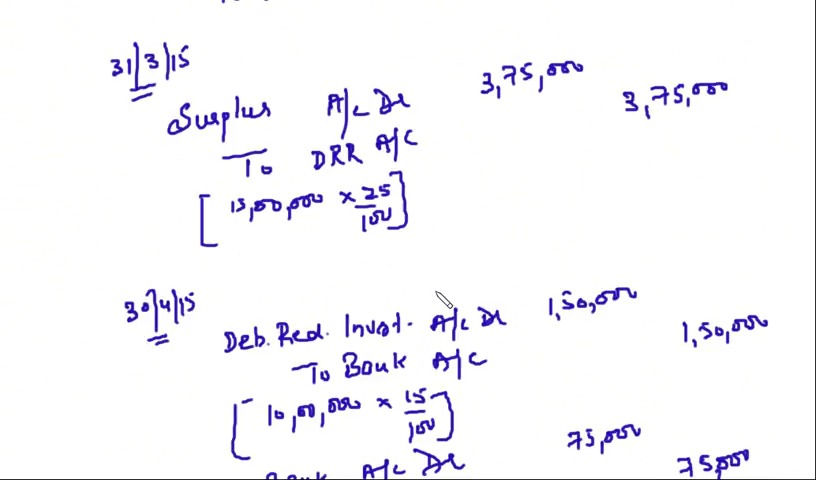 31/3/15
Surplus A/c Dr 3,75,000
To DRR A/C 3,75,000
[15,00,000 × 25/100]
30/4/15
Deb. Red. Invst. A/c Dr 1,50,000
To Bank A/C 1,50,000
[10,00,000 × 15/100]
Bank A/c Dr 75,000
75,000